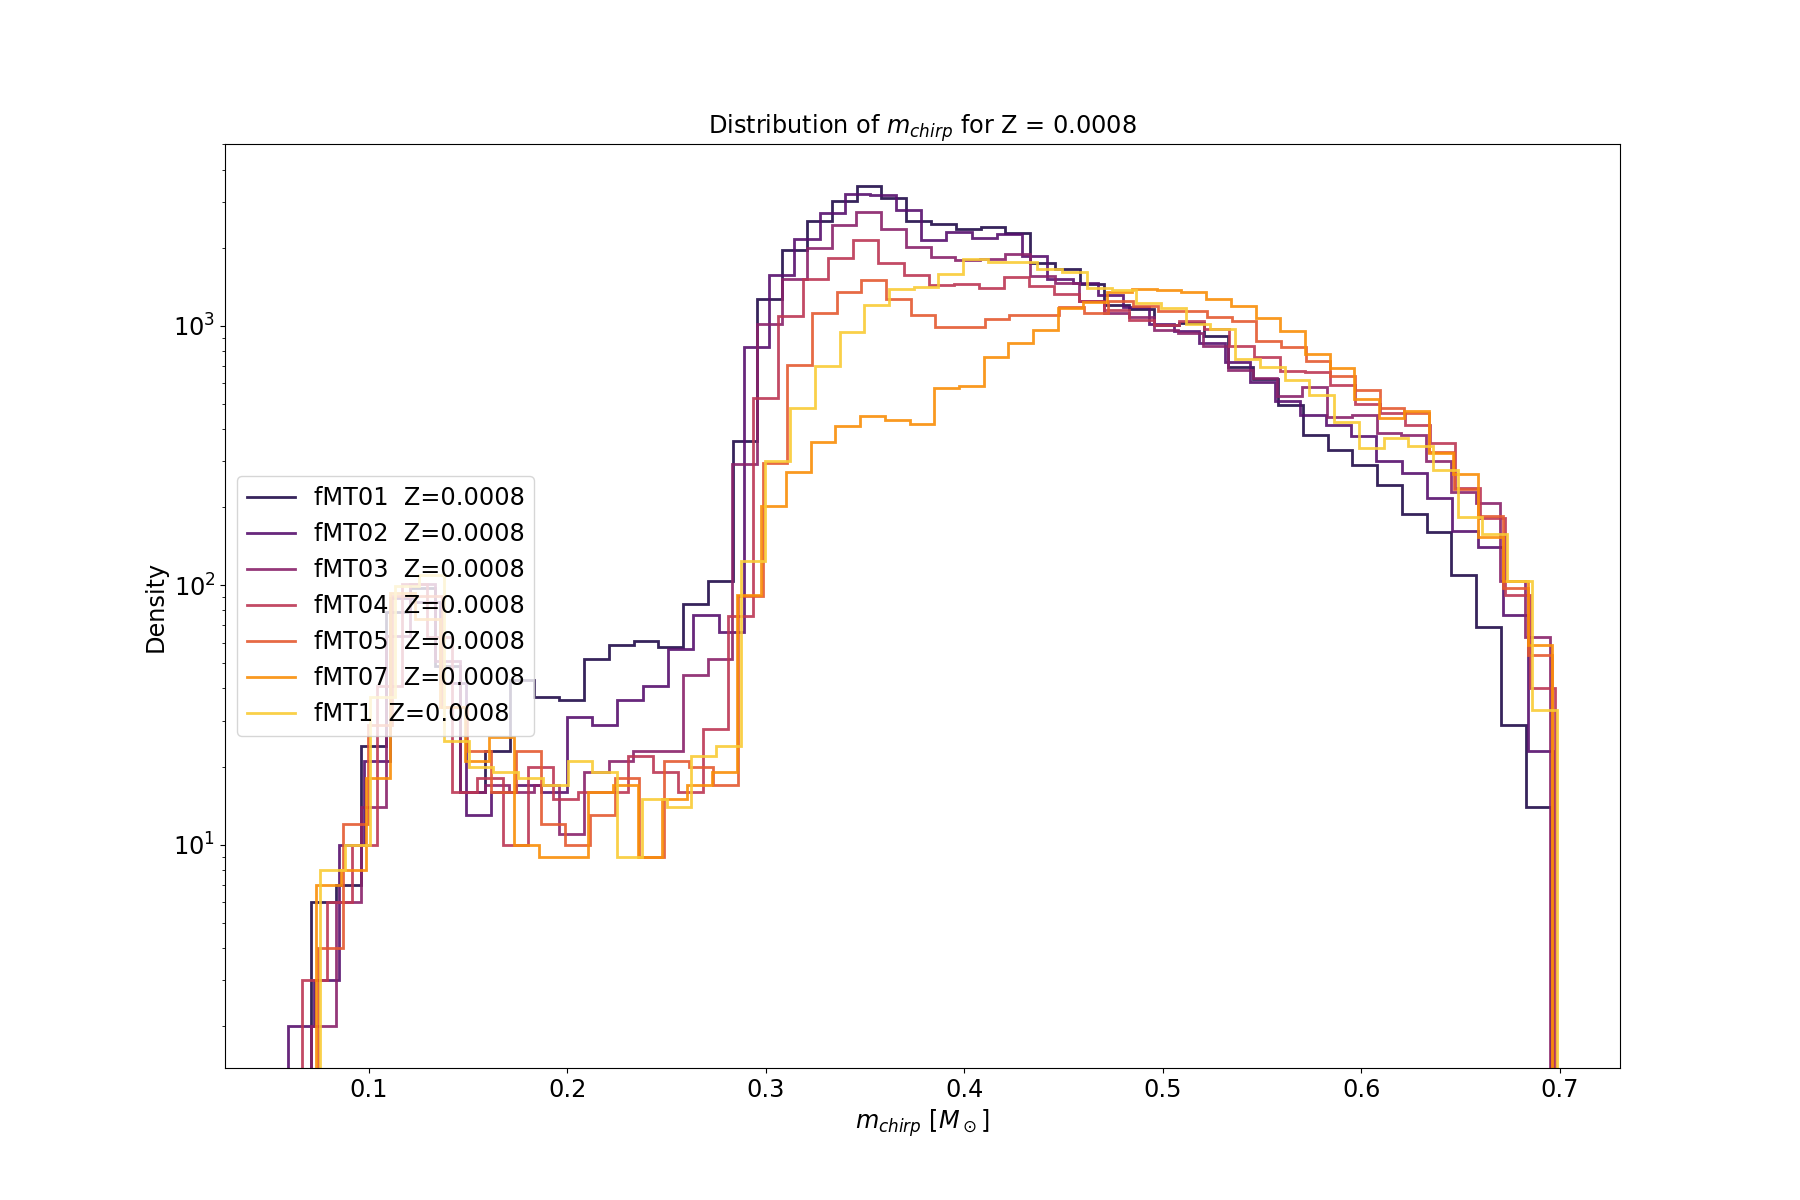 Distribution of m_chirp for Z = 0.0008
Density
10^3
10^2
10^1
fMT01 Z=0.0008
fMT02 Z=0.0008
fMT03 Z=0.0008
fMT04 Z=0.0008
fMT05 Z=0.0008
fMT07 Z=0.0008
fMT1 Z=0.0008
0.1 0.2 0.3 0.4 0.5 0.6 0.7
m_chirp [M_⊙]